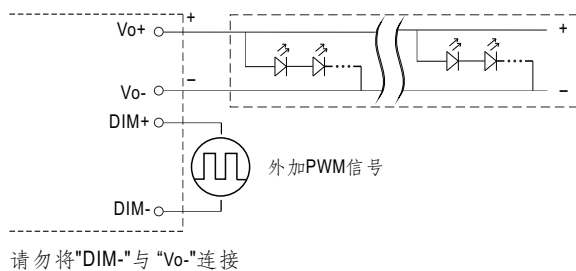 Vo+
+
+
Vo-
−
−
DIM+
外加PWM信号
DIM-
请勿将"DIM-"与 “Vo-"连接